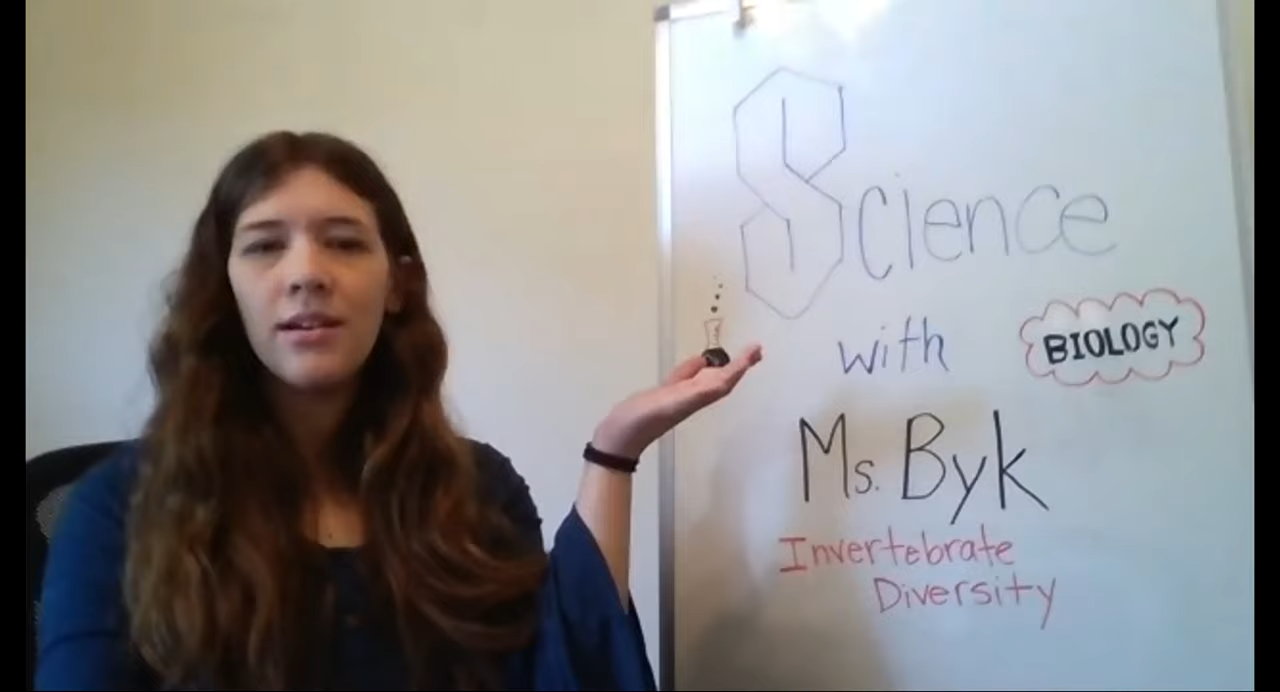 Science
with
BIOLOGY
Ms. Byk
Invertebrate
Diversity